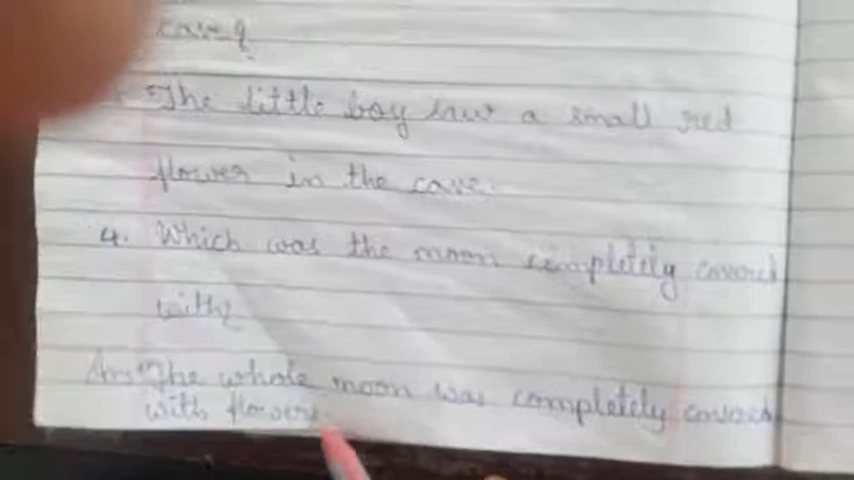 cave?
The little boy saw a small red
flower in the cave.
4. Which was the moon completely covered
with?
Ans The whole moon was completely covered
with flowers.